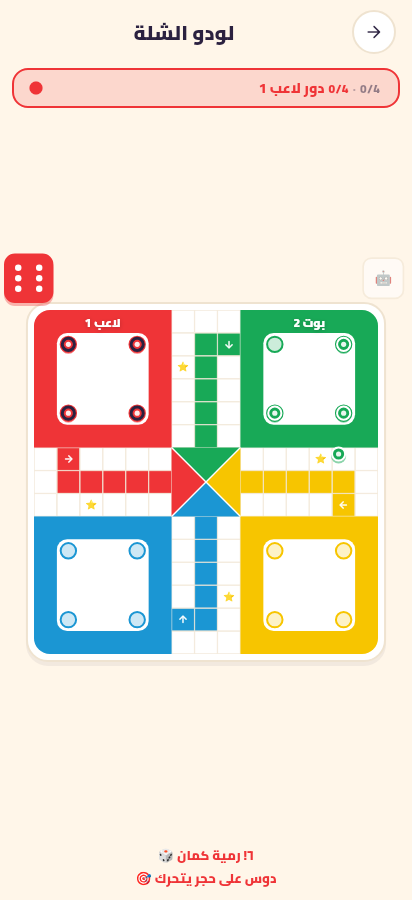 لودو الشلة
دور لاعب 1 0/4 · 0/4
لاعب 1
بوت 2
٦! رمية كمان 🎲
دوس على حجر يتحرك 🎯